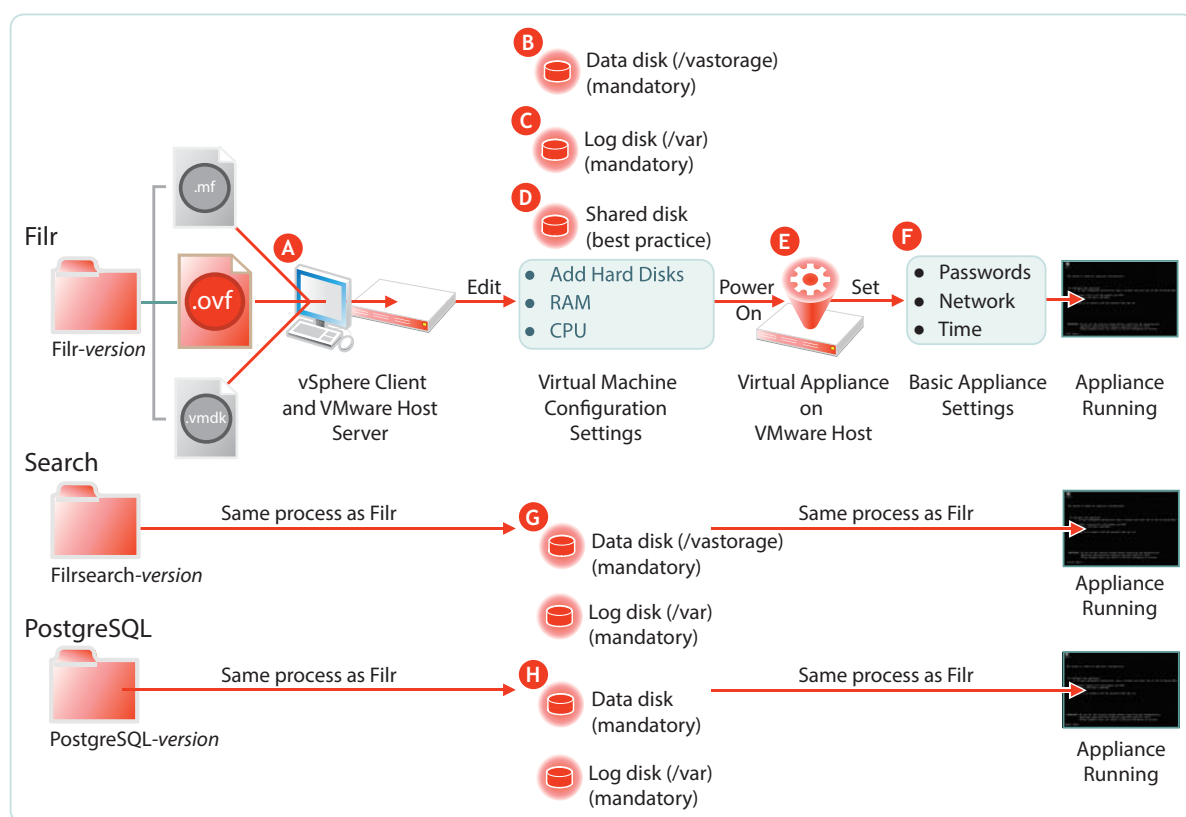 B
Data disk (/vastorage)
(mandatory)
C
Log disk (/var)
(mandatory)
D
Shared disk
(best practice)
Filr
.mf
.ovf
.vmdk
Filr-version
A
vSphere Client
and VMware Host
Server
Edit
• Add Hard Disks
• RAM
• CPU
Virtual Machine
Configuration
Settings
Power
On
E
Virtual Appliance
on
VMware Host
Set
F
• Passwords
• Network
• Time
Basic Appliance
Settings
Appliance
Running
Search
Filrsearch-version
Same process as Filr
G
Data disk (/vastorage)
(mandatory)
Log disk (/var)
(mandatory)
Same process as Filr
Appliance
Running
PostgreSQL
PostgreSQL-version
Same process as Filr
H
Data disk
(mandatory)
Log disk (/var)
(mandatory)
Same process as Filr
Appliance
Running